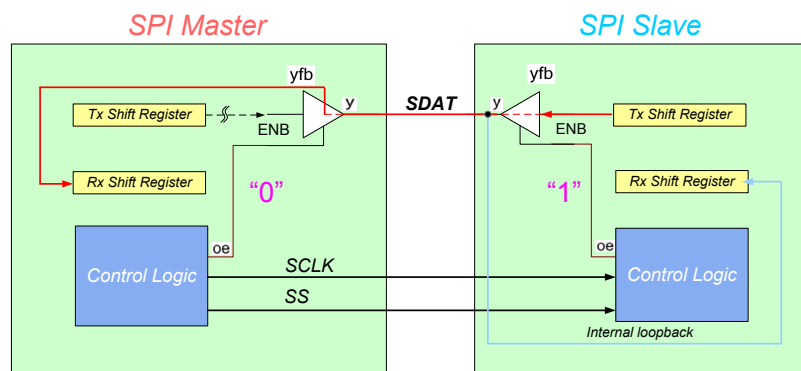 SPI Master
SPI Slave
yfb
yfb
y
SDAT
y
Tx Shift Register
ENB
ENB
Tx Shift Register
Rx Shift Register
“0”
“1”
Rx Shift Register
oe
oe
Control Logic
SCLK
Control Logic
SS
Internal loopback